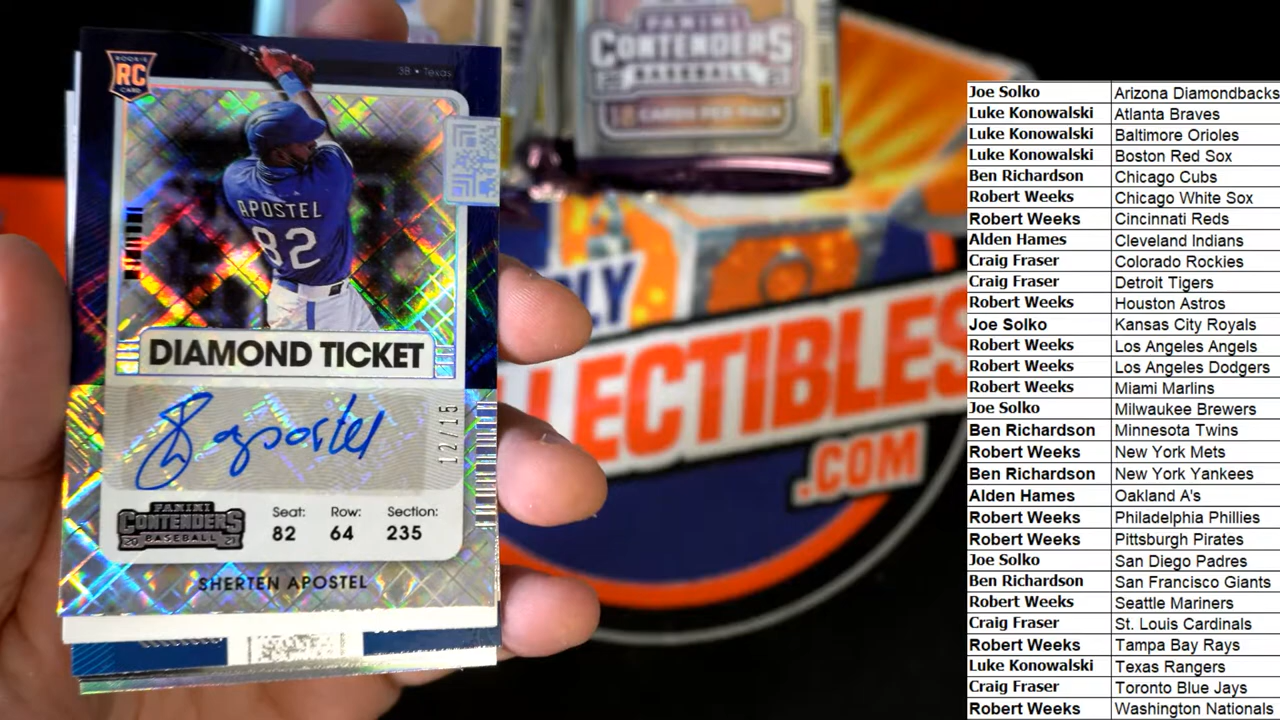 ROOKIE
RC
CARD
3B • Texas
APOSTEL
82
DIAMOND TICKET
Apostel
12/15
PANINI
CONTENDERS
2021
BASEBALL
Seat: Row: Section:
82 64 235
SHERTEN APOSTEL
PANINI
CONTENDERS
BASEBALL
18 CARDS PER PACK
LY
LLECTIBLES
.COM
Joe Solko Arizona Diamondbacks
Luke Konowalski Atlanta Braves
Luke Konowalski Baltimore Orioles
Luke Konowalski Boston Red Sox
Ben Richardson Chicago Cubs
Robert Weeks Chicago White Sox
Robert Weeks Cincinnati Reds
Alden Hames Cleveland Indians
Craig Fraser Colorado Rockies
Craig Fraser Detroit Tigers
Robert Weeks Houston Astros
Joe Solko Kansas City Royals
Robert Weeks Los Angeles Angels
Robert Weeks Los Angeles Dodgers
Robert Weeks Miami Marlins
Joe Solko Milwaukee Brewers
Ben Richardson Minnesota Twins
Robert Weeks New York Mets
Ben Richardson New York Yankees
Alden Hames Oakland A's
Robert Weeks Philadelphia Phillies
Robert Weeks Pittsburgh Pirates
Joe Solko San Diego Padres
Ben Richardson San Francisco Giants
Robert Weeks Seattle Mariners
Craig Fraser St. Louis Cardinals
Robert Weeks Tampa Bay Rays
Luke Konowalski Texas Rangers
Craig Fraser Toronto Blue Jays
Robert Weeks Washington Nationals